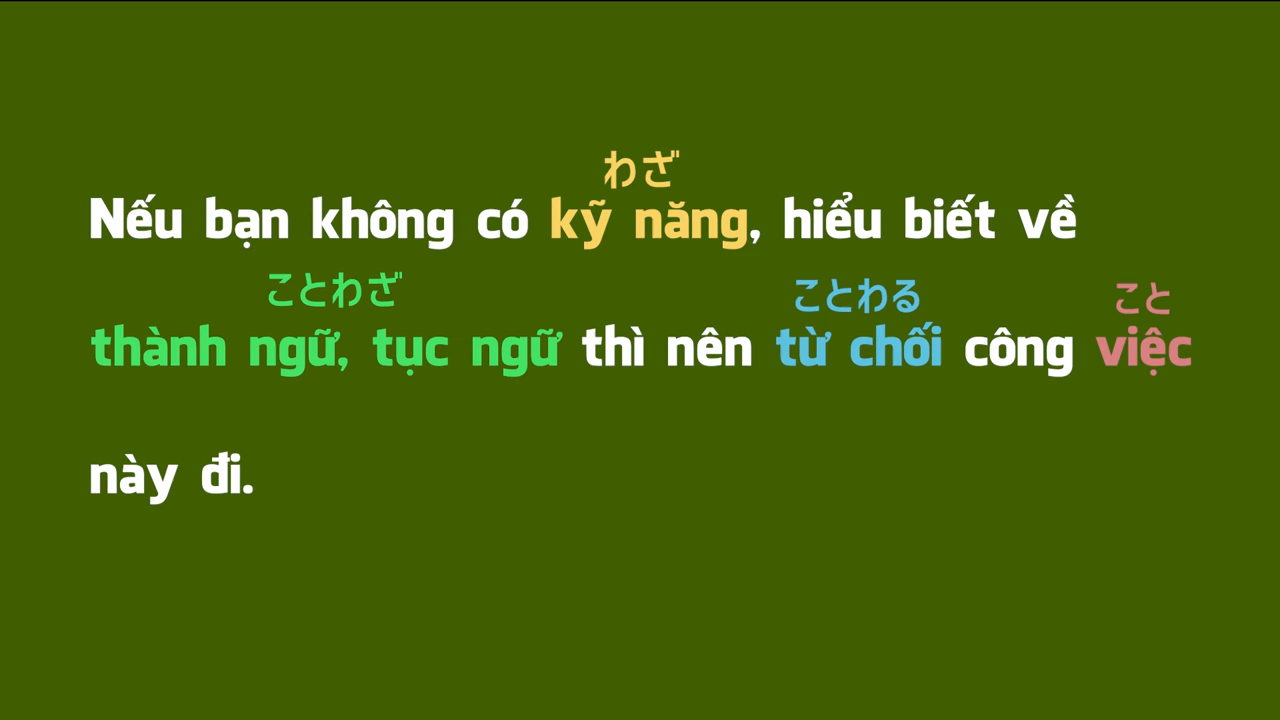 わざ
Nếu bạn không có kỹ năng, hiểu biết về
ことわざ ことわる こと
thành ngữ, tục ngữ thì nên từ chối công việc
này đi.